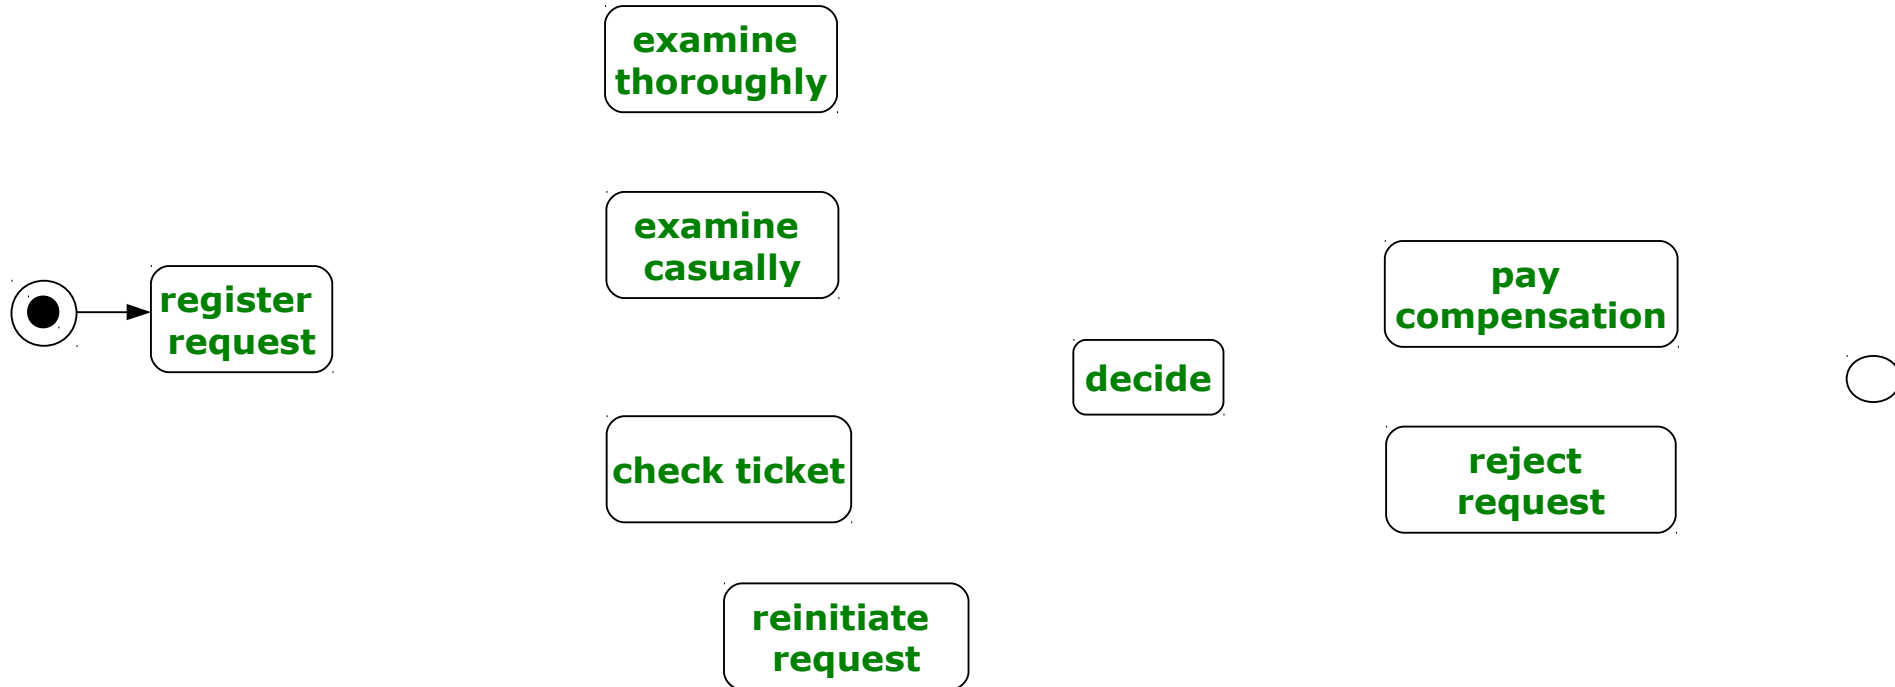 examine
thoroughly
examine
casually
register
request
pay
compensation
decide
check ticket
reject
request
reinitiate
request